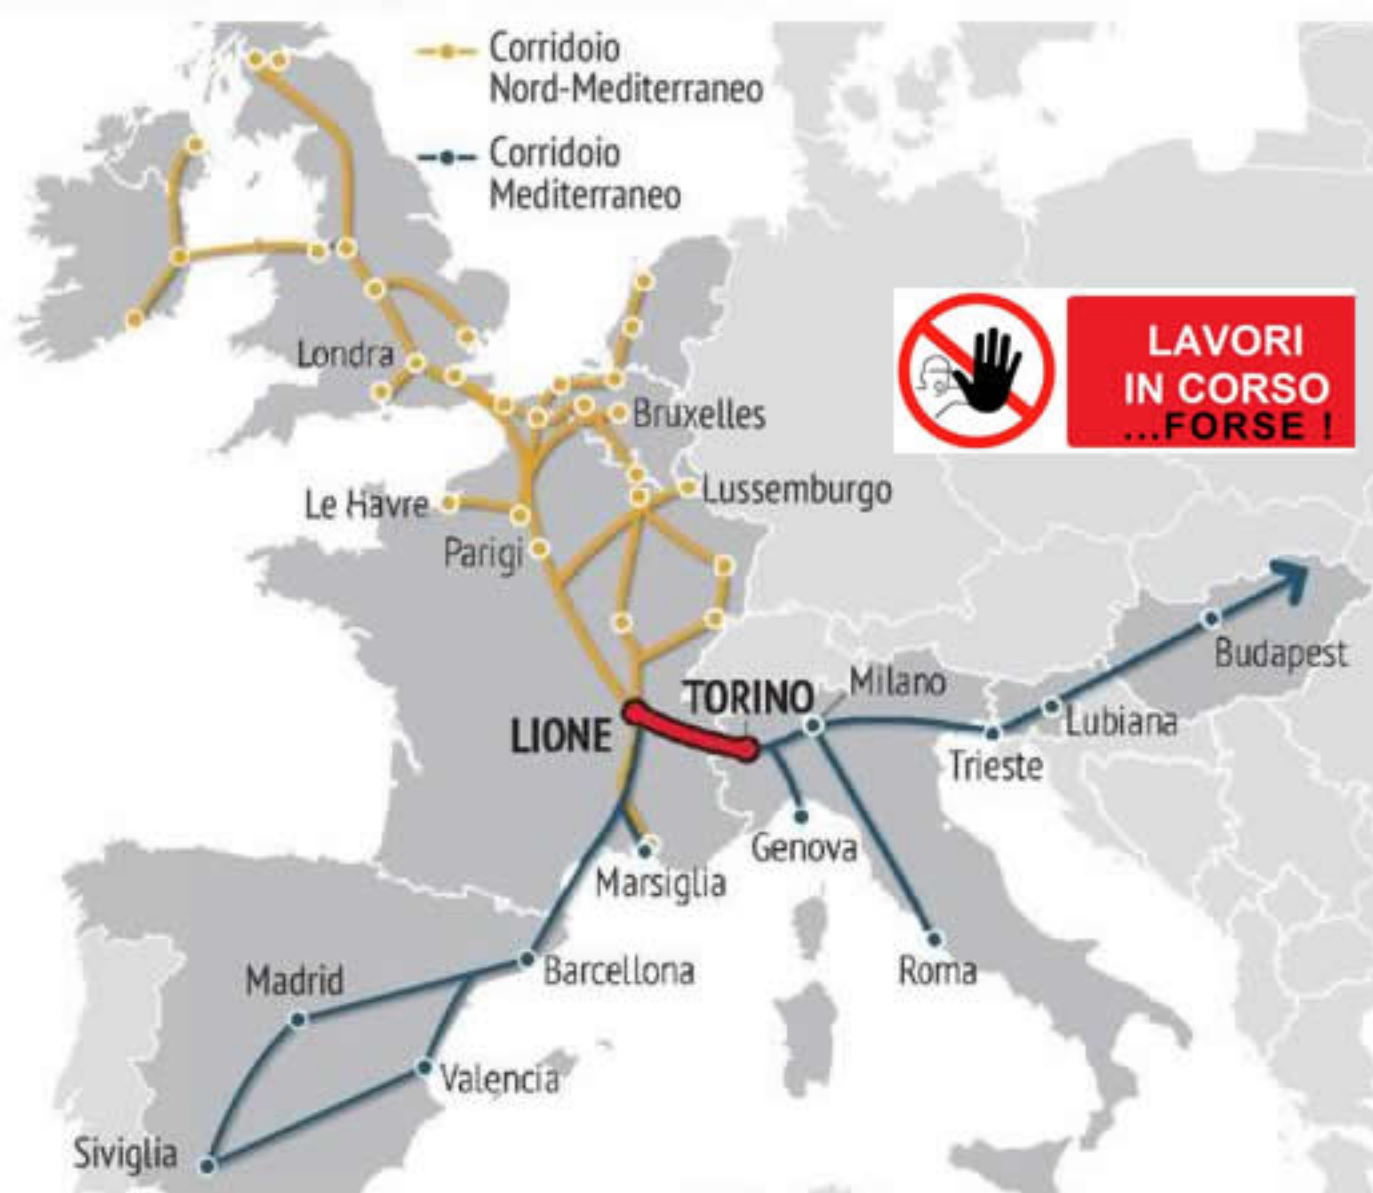 Corridoio
Nord-Mediterraneo
Corridoio
Mediterraneo
LAVORI
IN CORSO
...FORSE !
Londra
Bruxelles
Le Havre
Lussemburgo
Parigi
Budapest
TORINO
Milano
LIONE
Lubiana
Trieste
Genova
Marsiglia
Roma
Barcellona
Madrid
Valencia
Siviglia